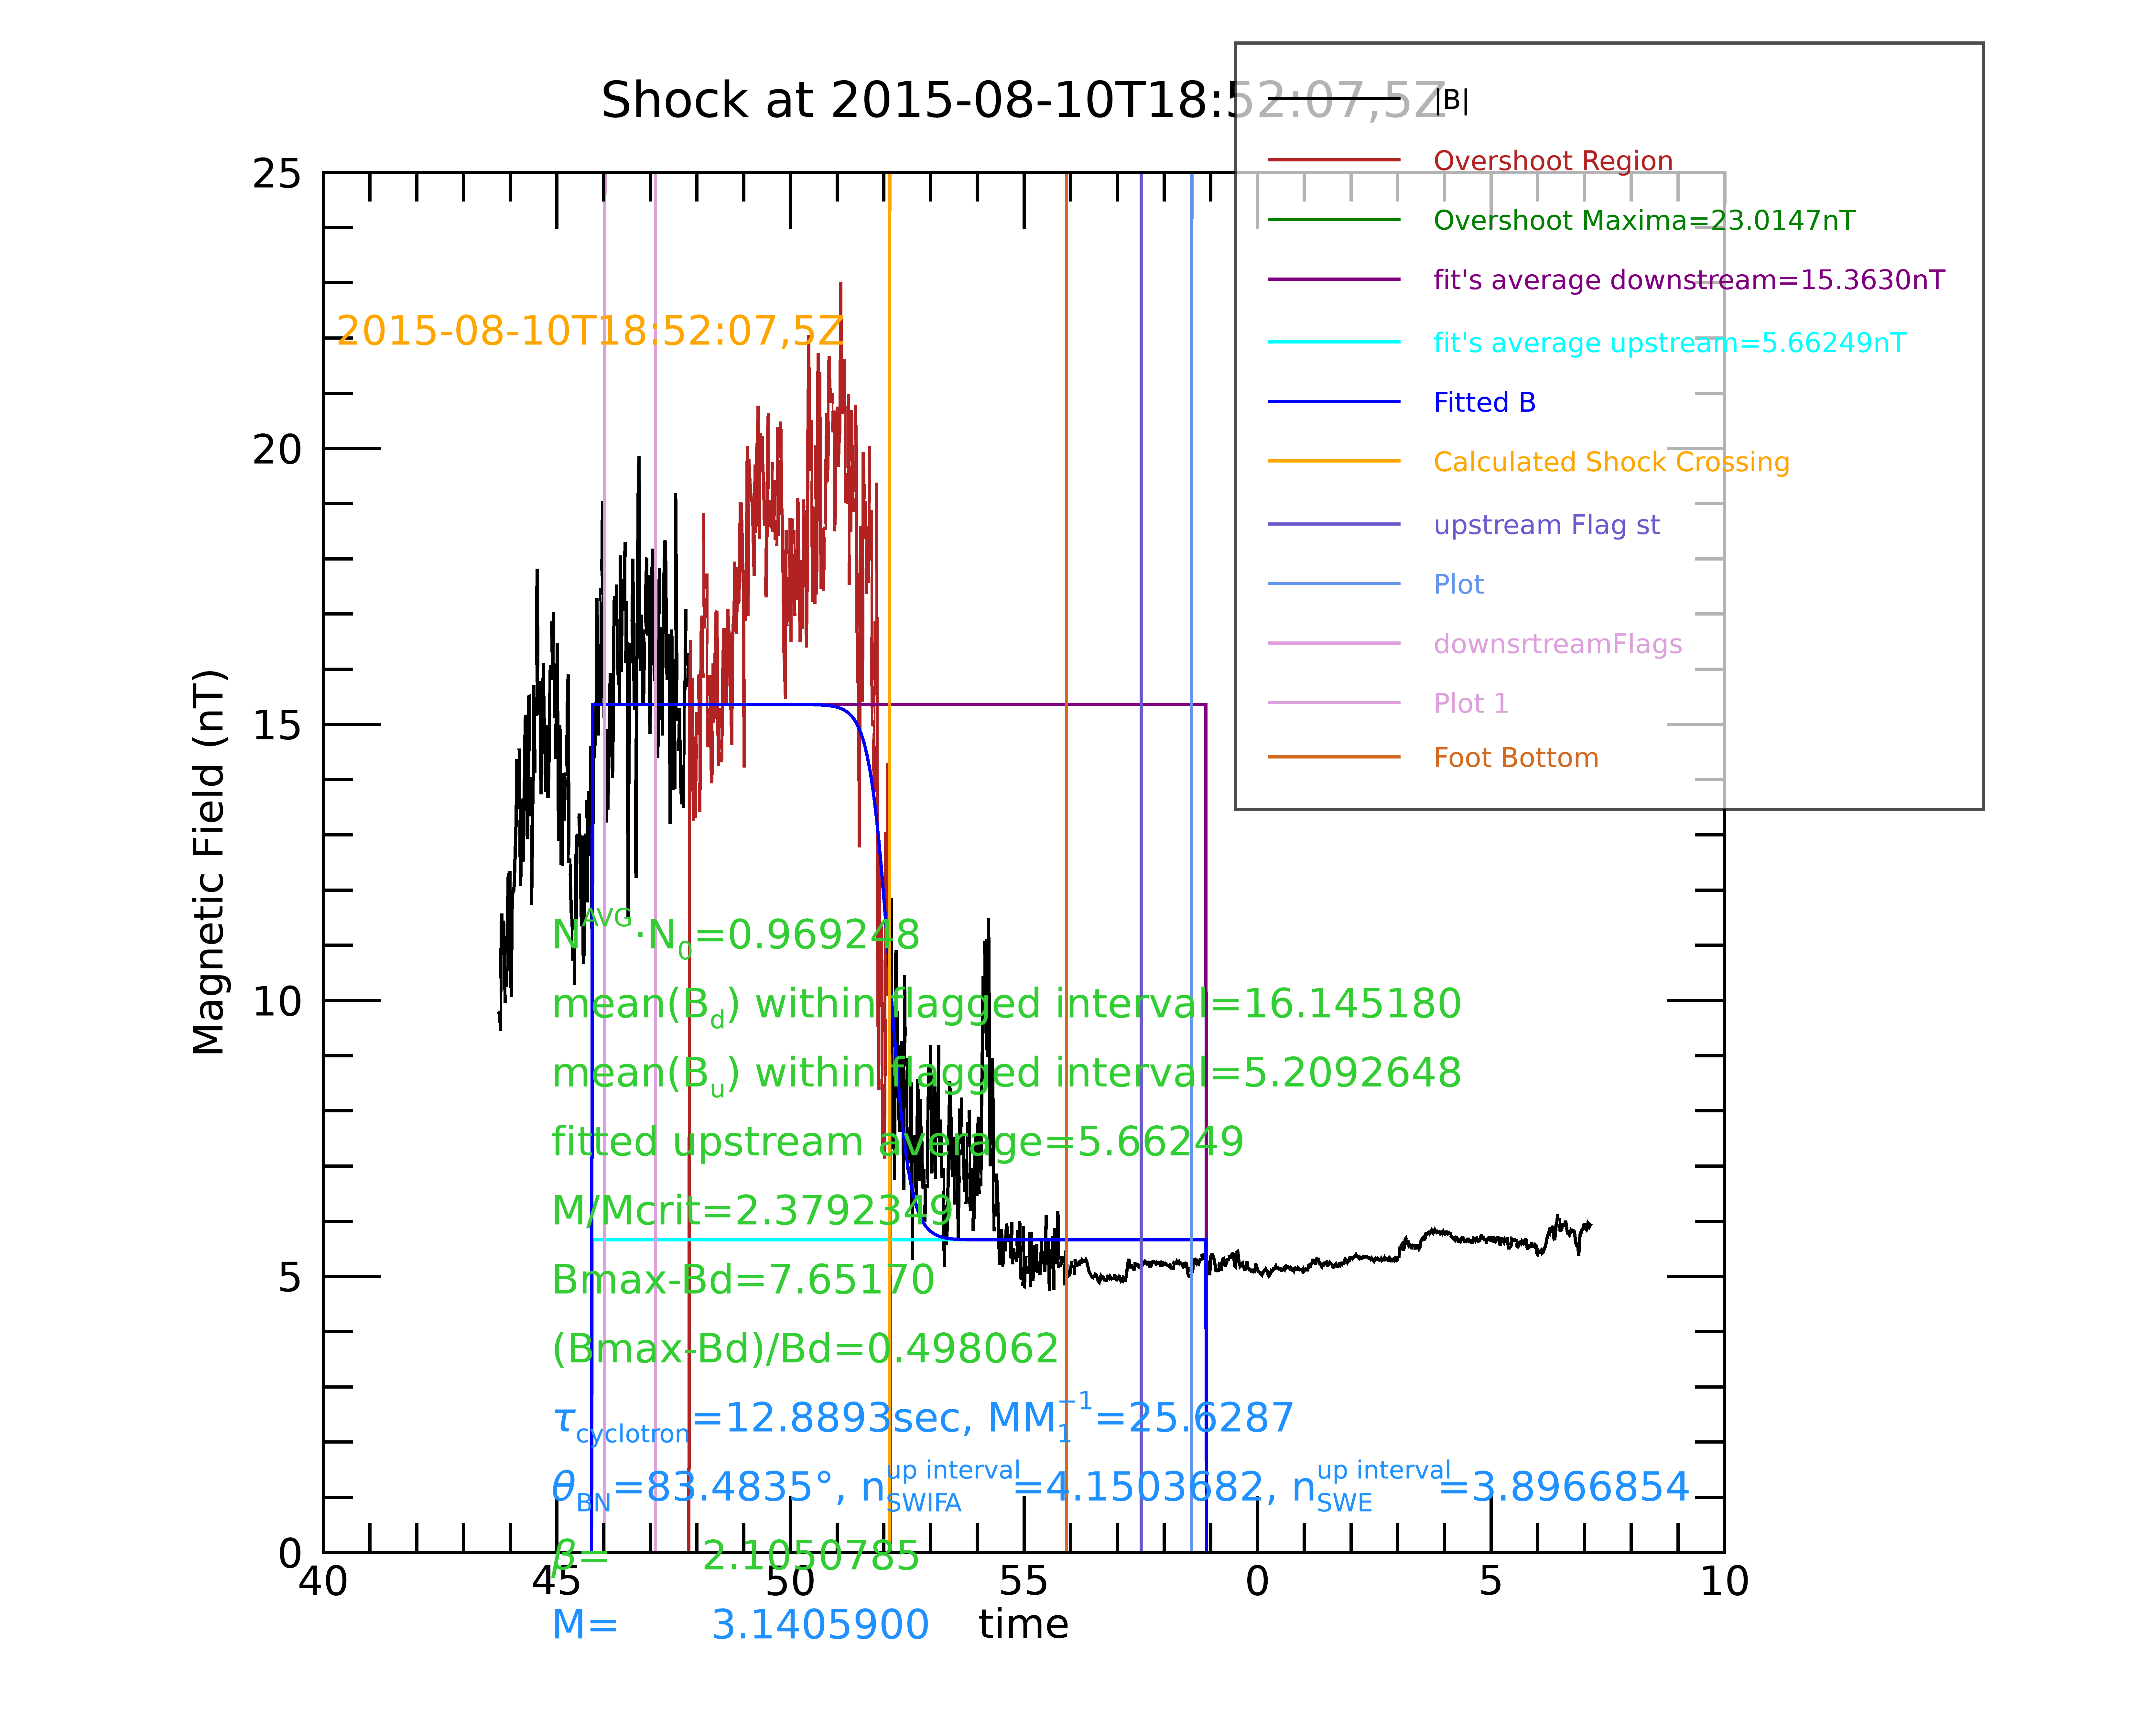 Shock at 2015-08-10T18:52:07,5Z
|B|
Overshoot Region
Overshoot Maxima=23.0147nT
fit's average downstream=15.3630nT
fit's average upstream=5.66249nT
Fitted B
Calculated Shock Crossing
upstream Flag st
Plot
downsrtreamFlags
Plot 1
Foot Bottom
25
20
15
10
5
0
Magnetic Field (nT)
2015-08-10T18:52:07,5Z
N^AVG·N_0=0.969248
mean(B_d) within flagged interval=16.145180
mean(B_u) within flagged interval=5.2092648
fitted upstream average=5.66249
M/Mcrit=2.3792349
Bmax-Bd=7.65170
(Bmax-Bd)/Bd=0.498062
τ_cyclotron=12.8893sec, MM_1^−1=25.6287
θ_BN=83.4835°, n_SWIFA^up interval=4.1503682, n_SWE^up interval=3.8966854
β= 2.1050785
40 45 50 55 0 5 10
M= 3.1405900
time